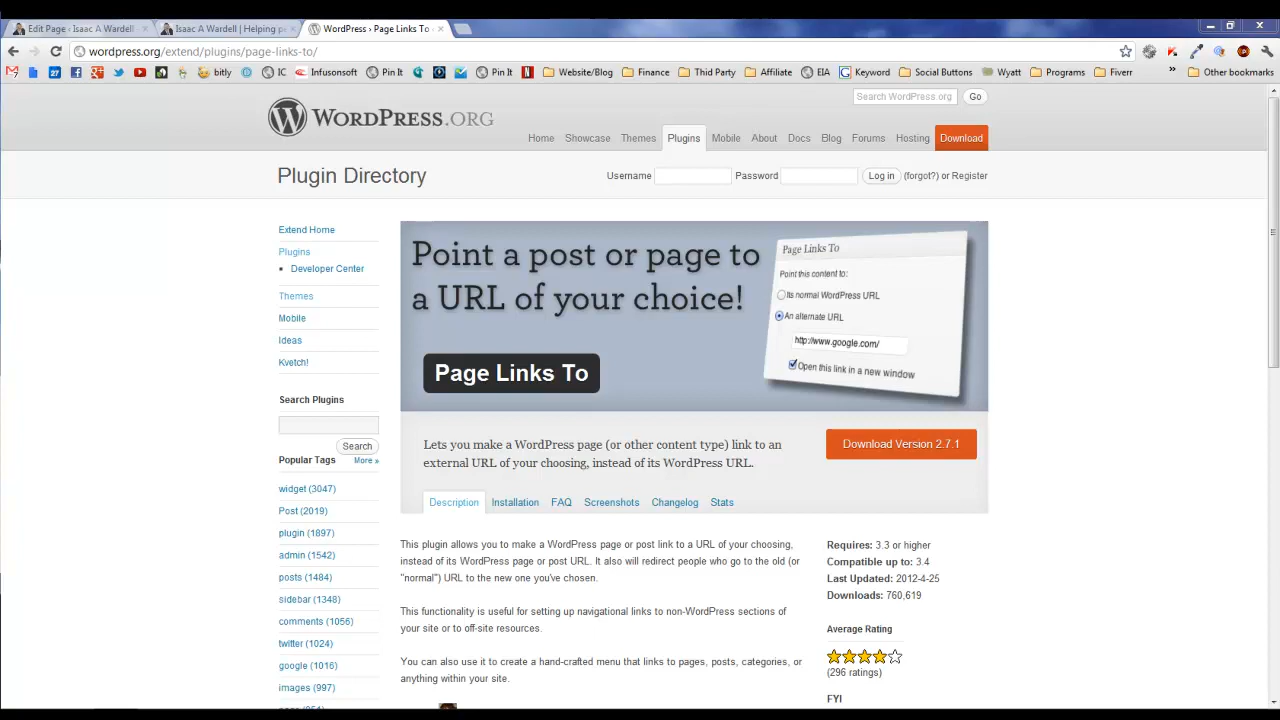 Edit Page ‹ Isaac A Wardell
Isaac A Wardell | Helping p
WordPress › Page Links To
wordpress.org/extend/plugins/page-links-to/
27
bitly
IC
Infusonsoft
Pin It
Pin It
Website/Blog
Finance
Thid Party
Affiliate
EIA
Keyword
Social Buttons
Wyatt
Programs
Fiverr
Other bookmarks
WORDPRESS.ORG
Search WordPress.org
Go
Home
Showcase
Themes
Plugins
Mobile
About
Docs
Blog
Forums
Hosting
Download
Plugin Directory
Username
Password
Log in
(forgot?) or Register
Extend Home
Plugins
Developer Center
Themes
Mobile
Ideas
Kvetch!
Search Plugins
Search
Popular Tags
More »
widget (3047)
Post (2019)
plugin (1897)
admin (1542)
posts (1484)
sidebar (1348)
comments (1056)
twitter (1024)
google (1016)
images (997)
Point a post or page to
a URL of your choice!
Page Links To
Page Links To
Point this content to:
Its normal WordPress URL
An alternate URL
http://www.google.com/
Open this link in a new window
Lets you make a WordPress page (or other content type) link to an
external URL of your choosing, instead of its WordPress URL.
Download Version 2.7.1
Description
Installation
FAQ
Screenshots
Changelog
Stats
This plugin allows you to make a WordPress page or post link to a URL of your choosing,
instead of its WordPress page or post URL. It also will redirect people who go to the old (or
"normal") URL to the new one you've chosen.
This functionality is useful for setting up navigational links to non-WordPress sections of
your site or to off-site resources.
You can also use it to create a hand-crafted menu that links to pages, posts, categories, or
anything within your site.
Requires: 3.3 or higher
Compatible up to: 3.4
Last Updated: 2012-4-25
Downloads: 760,619
Average Rating
(296 ratings)
FYI